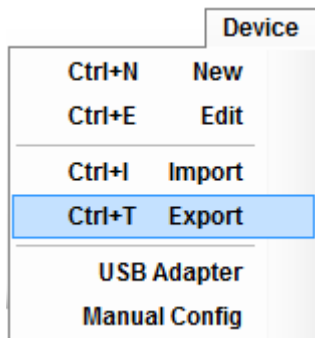 Device
Ctrl+N New
Ctrl+E Edit
Ctrl+I Import
Ctrl+T Export
USB Adapter
Manual Config